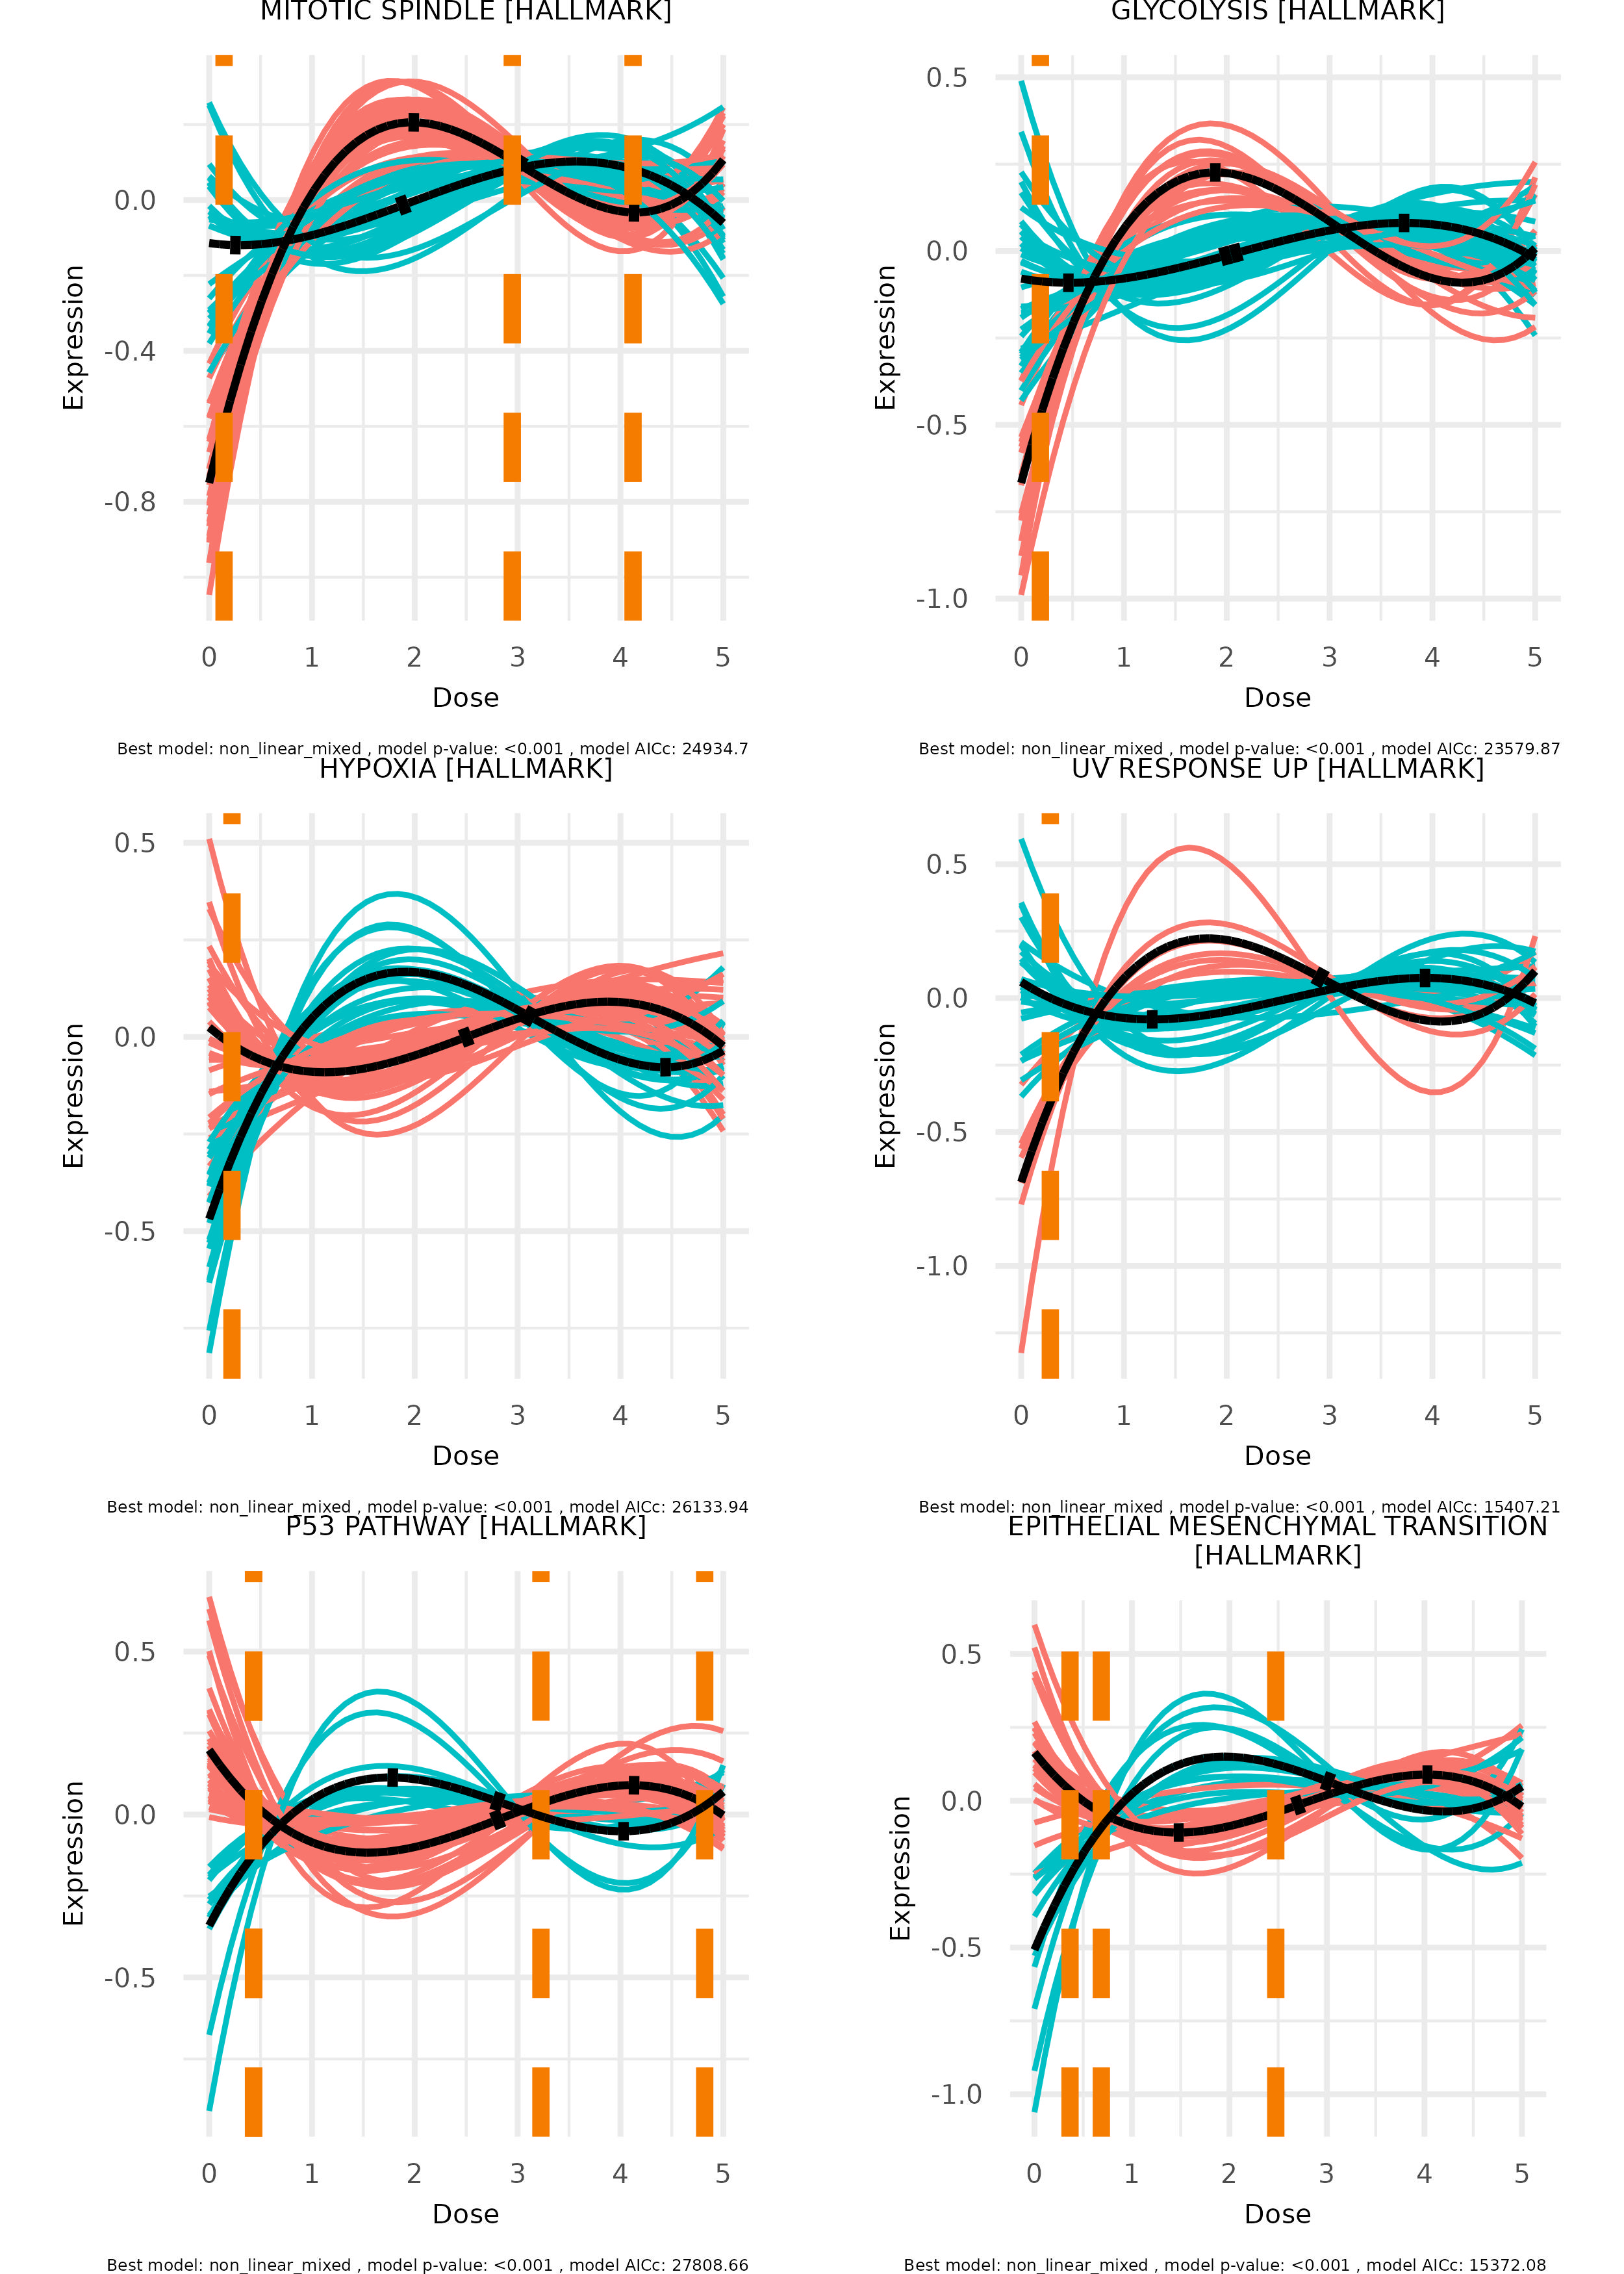 MITOTIC SPINDLE [HALLMARK]
0.0
-0.4
-0.8
Expression
0 1 2 3 4 5
Dose
Best model: non_linear_mixed , model p-value: <0.001 , model AICc: 24934.7
GLYCOLYSIS [HALLMARK]
0.5
0.0
-0.5
-1.0
Expression
0 1 2 3 4 5
Dose
Best model: non_linear_mixed , model p-value: <0.001 , model AICc: 23579.87
HYPOXIA [HALLMARK]
0.5
0.0
-0.5
Expression
0 1 2 3 4 5
Dose
Best model: non_linear_mixed , model p-value: <0.001 , model AICc: 26133.94
UV RESPONSE UP [HALLMARK]
0.5
0.0
-0.5
-1.0
Expression
0 1 2 3 4 5
Dose
Best model: non_linear_mixed , model p-value: <0.001 , model AICc: 15407.21
P53 PATHWAY [HALLMARK]
0.5
0.0
-0.5
Expression
0 1 2 3 4 5
Dose
Best model: non_linear_mixed , model p-value: <0.001 , model AICc: 27808.66
EPITHELIAL MESENCHYMAL TRANSITION
[HALLMARK]
0.5
0.0
-0.5
-1.0
Expression
0 1 2 3 4 5
Dose
Best model: non_linear_mixed , model p-value: <0.001 , model AICc: 15372.08